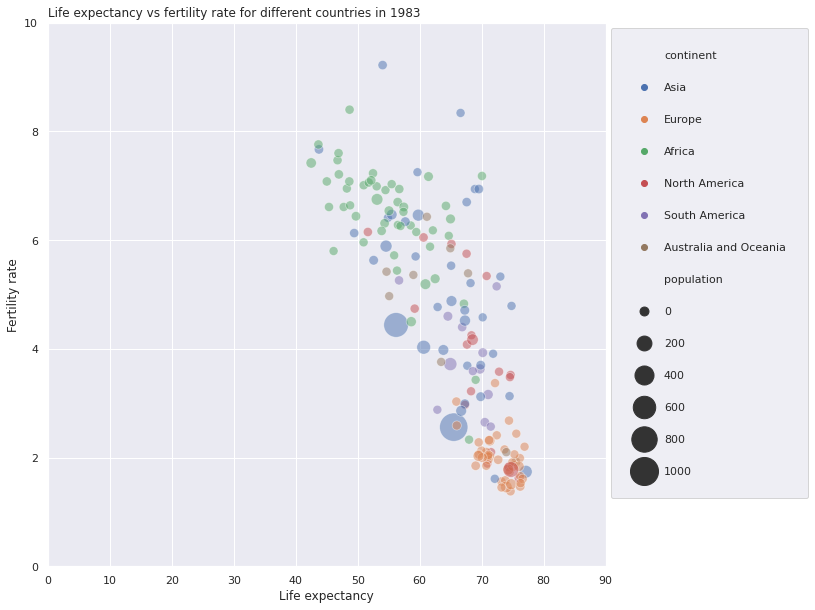 Life expectancy vs fertility rate for different countries in 1983
10
8
6
4
2
0
Fertility rate
0 10 20 30 40 50 60 70 80 90
Life expectancy
continent
Asia
Europe
Africa
North America
South America
Australia and Oceania
population
0
200
400
600
800
1000